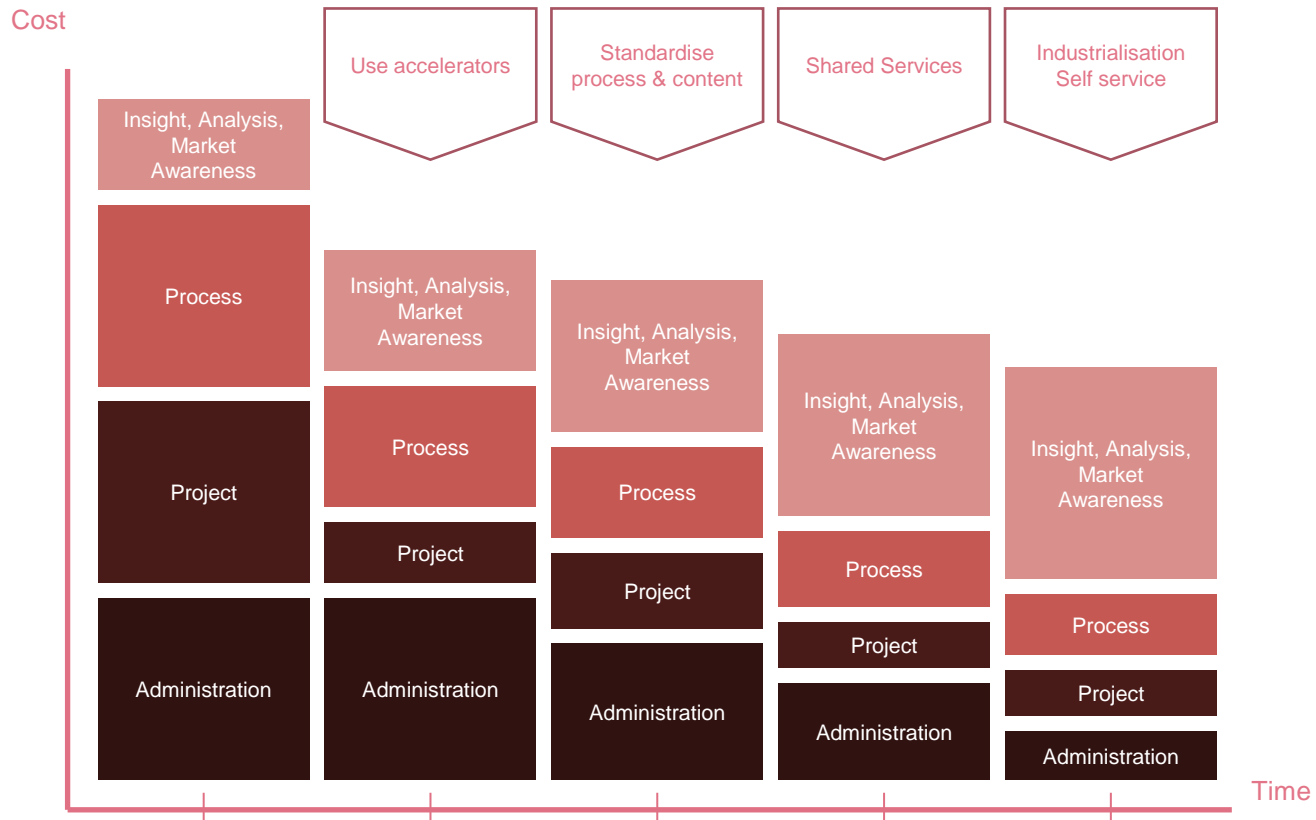 Cost
Use accelerators
Standardise
process & content
Shared Services
Industrialisation
Self service
Insight, Analysis,
Market
Awareness
Process
Project
Administration
Insight, Analysis,
Market
Awareness
Process
Project
Administration
Insight, Analysis,
Market
Awareness
Process
Project
Administration
Insight, Analysis,
Market
Awareness
Process
Project
Administration
Insight, Analysis,
Market
Awareness
Process
Project
Administration
Time